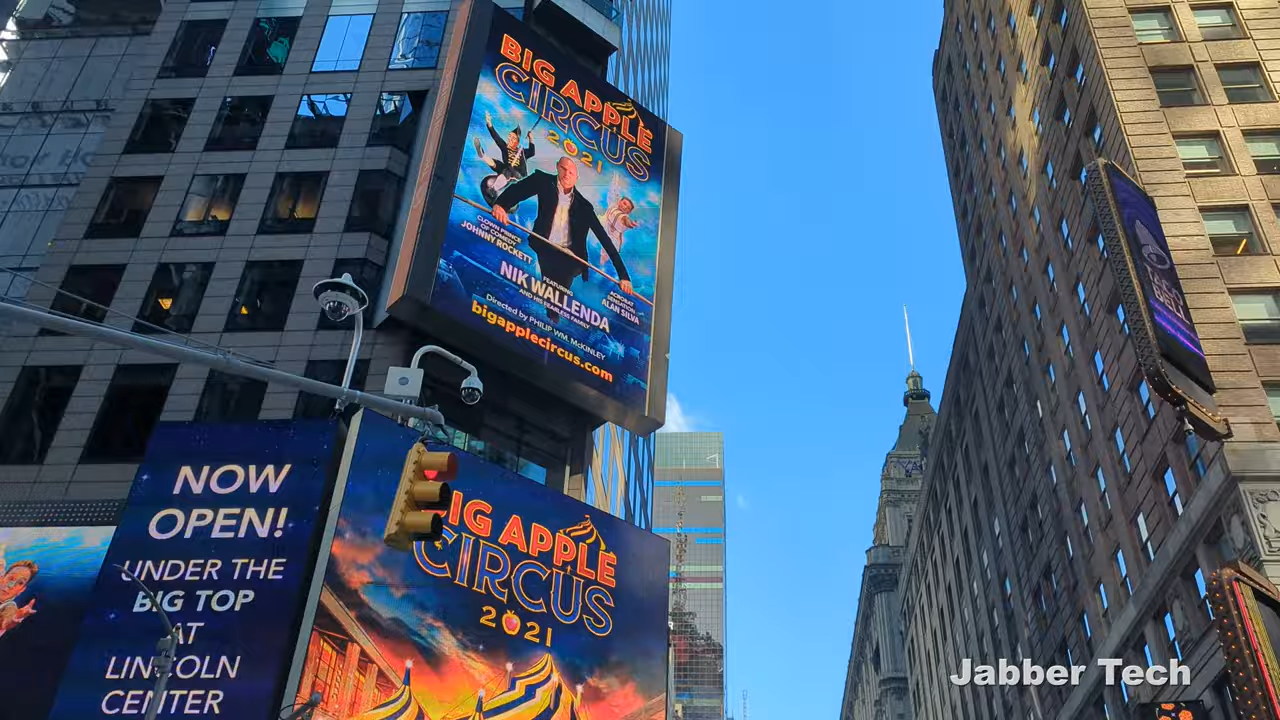 BIG APPLE
CIRCUS
2021
CLOWN PRINCE
OF COMEDY
JOHNNY ROCKETT
FEATURING
NIK WALLENDA
AND HIS FEARLESS FAMILY
ACROBAT
SENSATION
ALAN SILVA
Directed by PHILIP WM. McKINLEY
bigapplecircus.com
NOW
OPEN!
UNDER THE
BIG TOP
AT
LINCOLN
CENTER
BIG APPLE
CIRCUS
2021
Jabber Tech